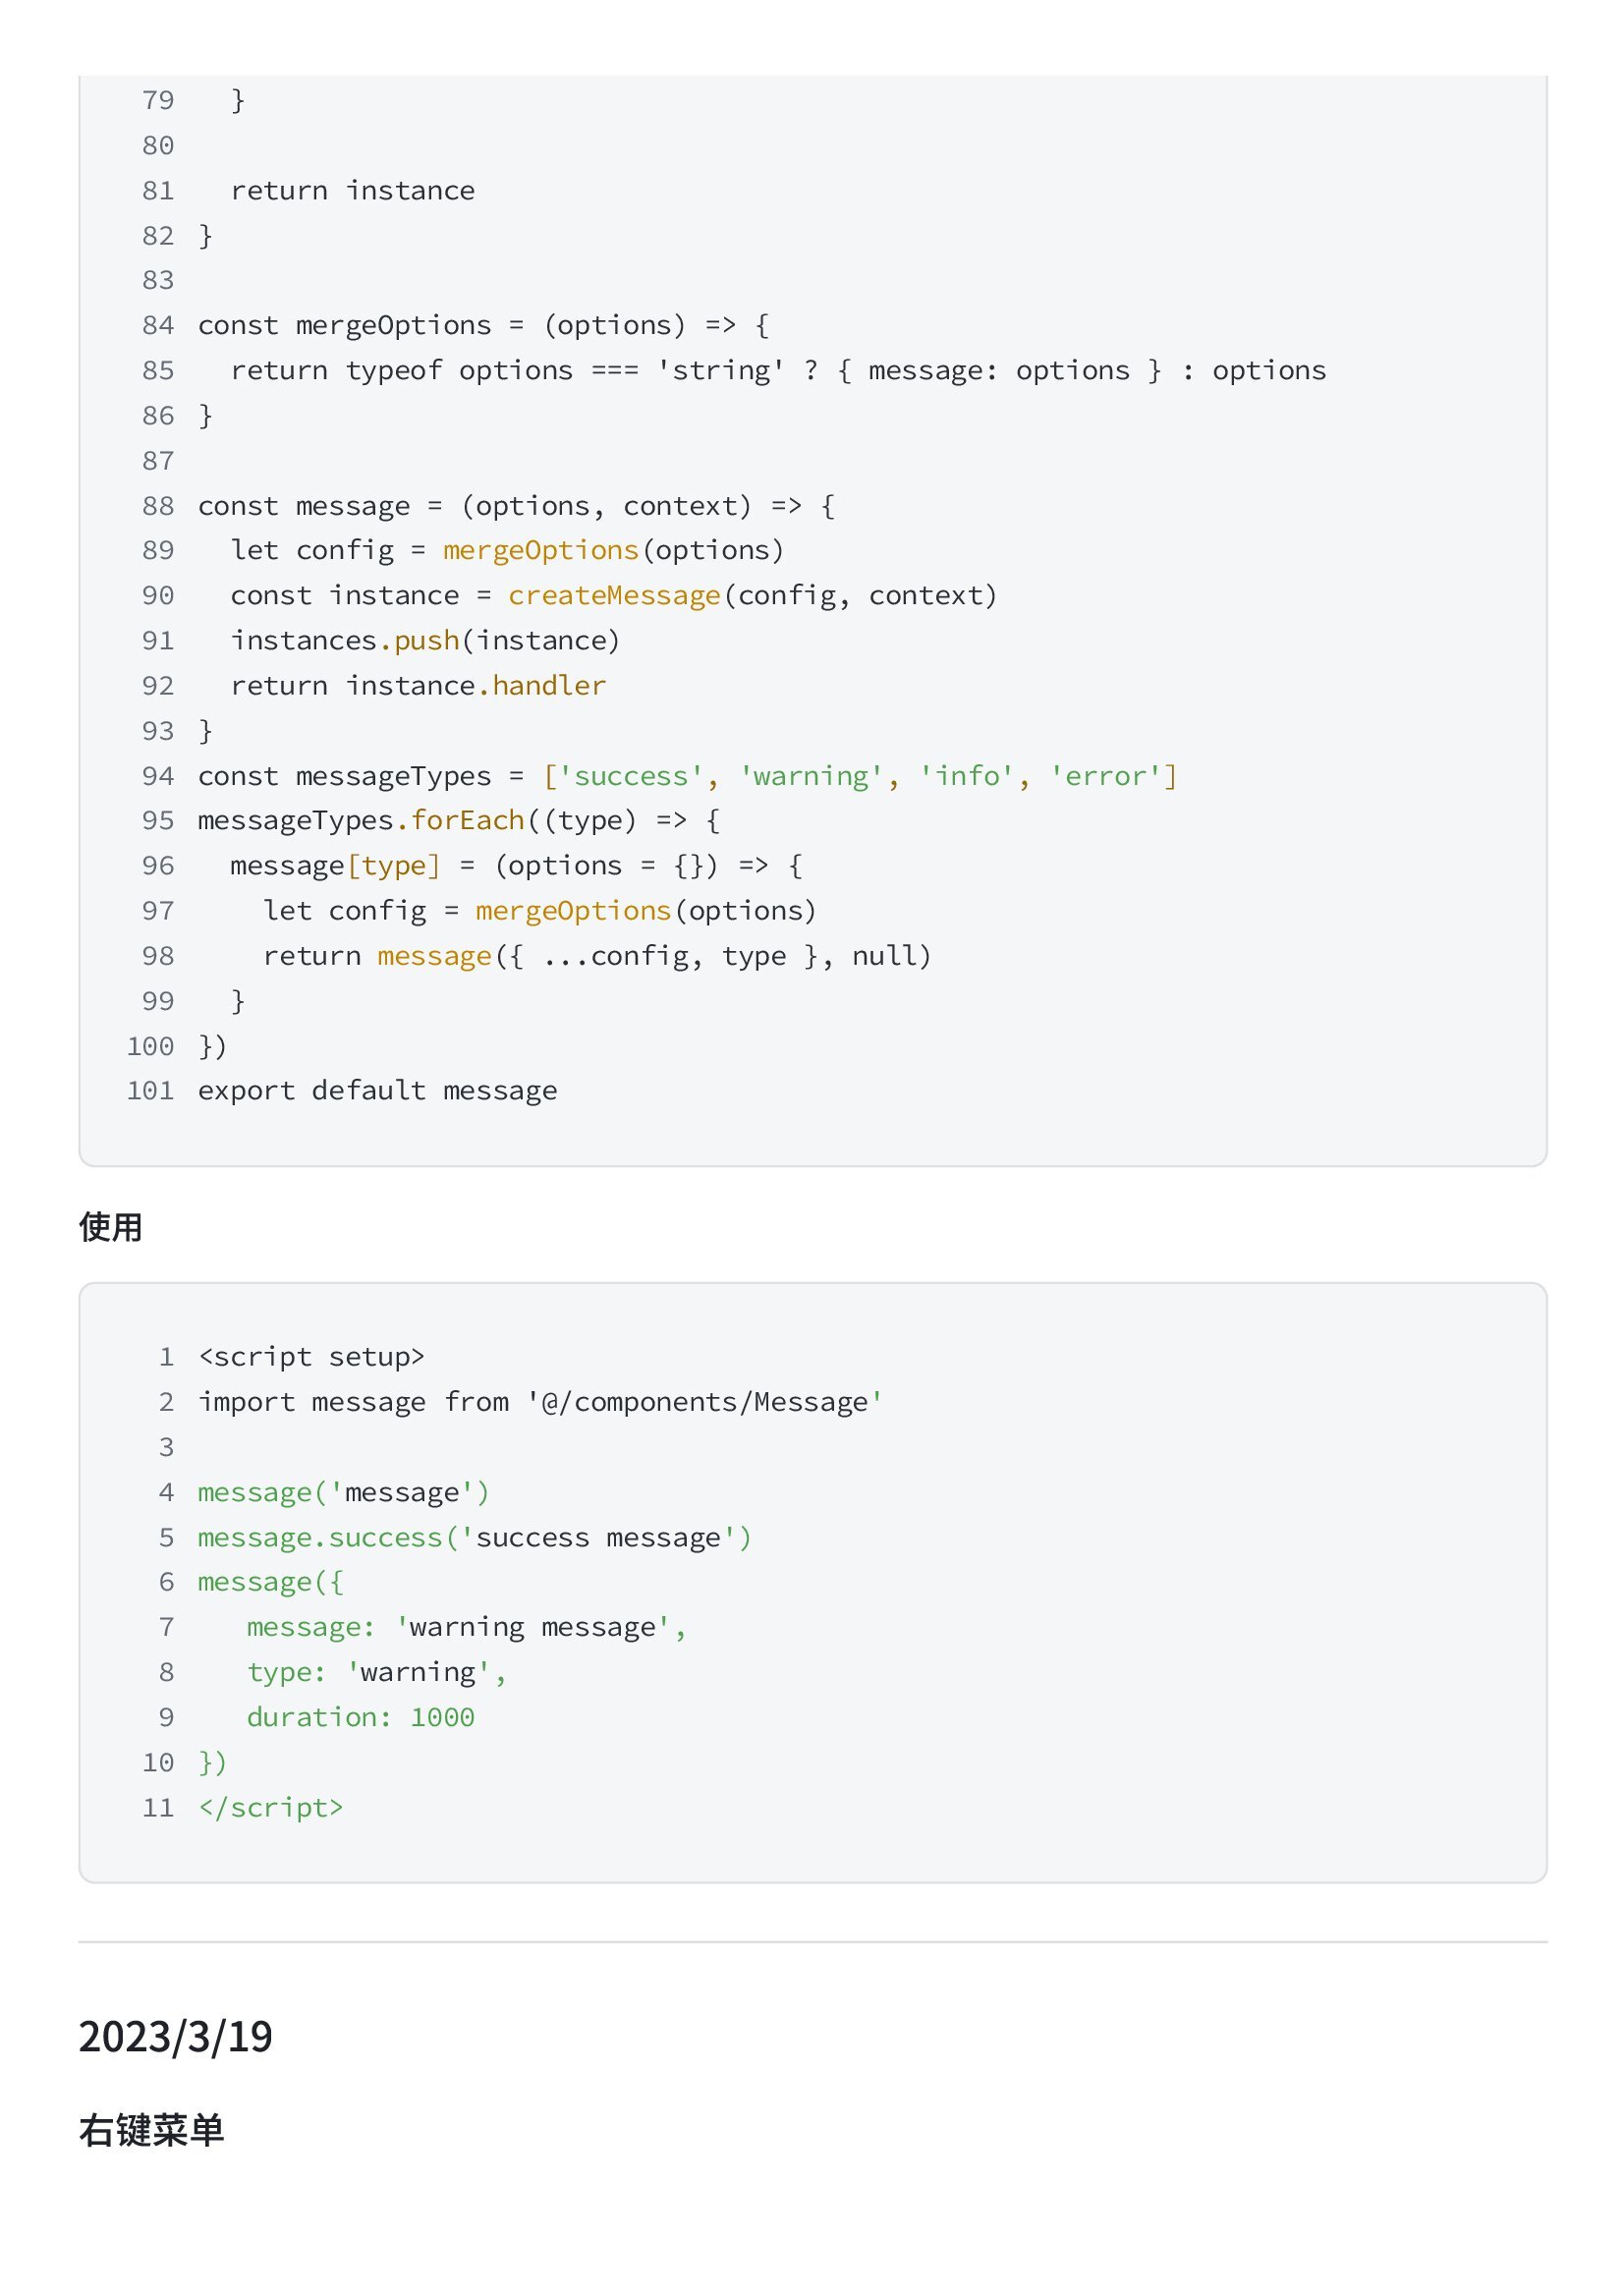 79   }
80
81   return instance
82 }
83
84 const mergeOptions = (options) => {
85   return typeof options === 'string' ? { message: options } : options
86 }
87
88 const message = (options, context) => {
89   let config = mergeOptions(options)
90   const instance = createMessage(config, context)
91   instances.push(instance)
92   return instance.handler
93 }
94 const messageTypes = ['success', 'warning', 'info', 'error']
95 messageTypes.forEach((type) => {
96   message[type] = (options = {}) => {
97     let config = mergeOptions(options)
98     return message({ ...config, type }, null)
99   }
100 })
101 export default message
使用
1 <script setup>
2 import message from '@/components/Message'
3
4 message('message')
5 message.success('success message')
6 message({
7    message: 'warning message',
8    type: 'warning',
9    duration: 1000
10 })
11 </script>
2023/3/19
右键菜单